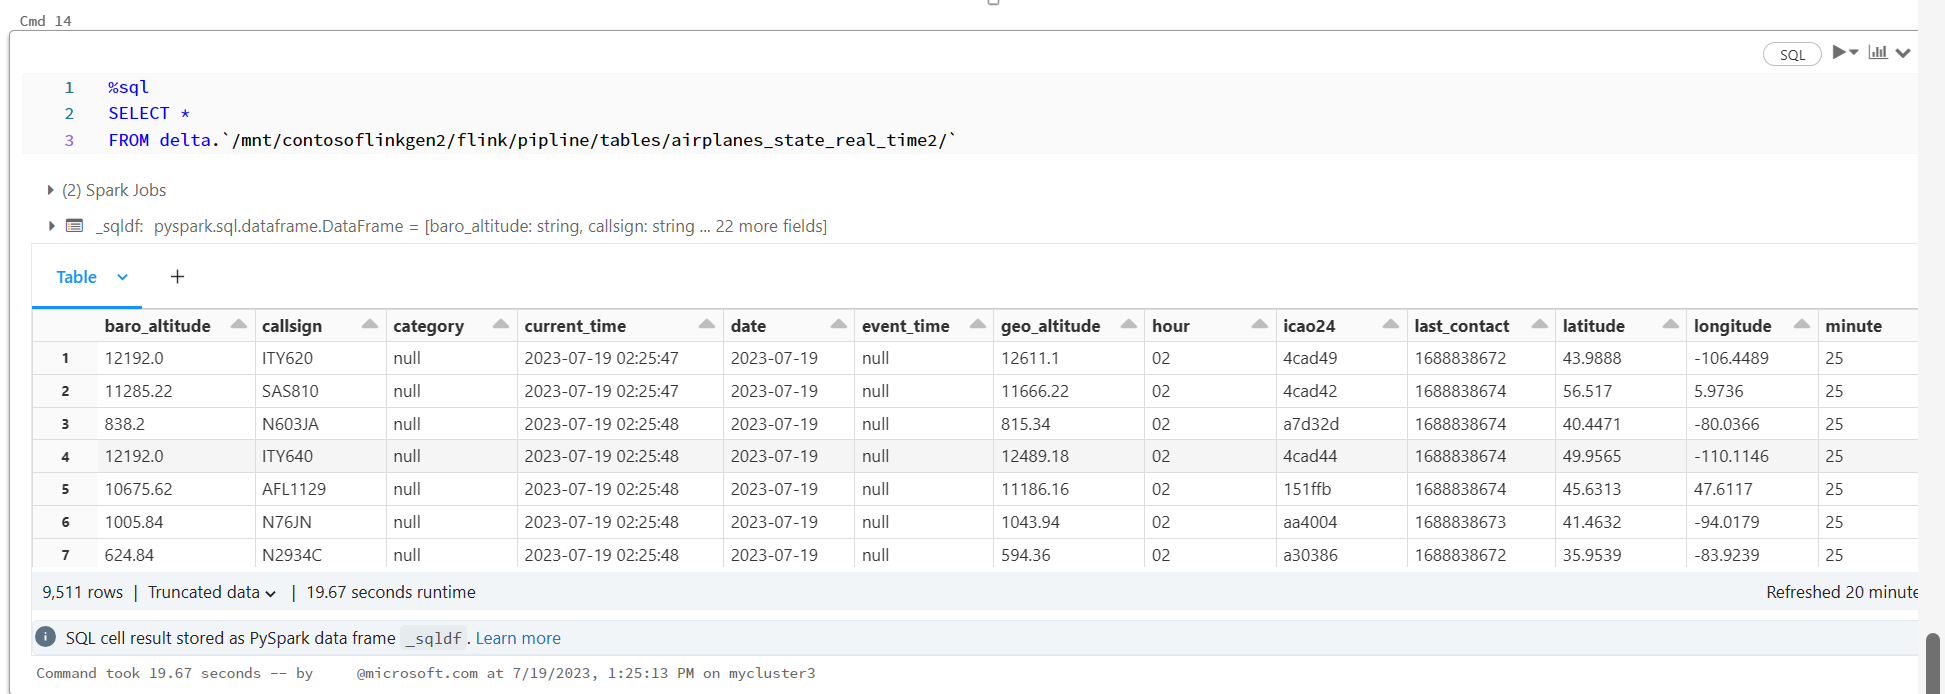 Cmd 14
SQL
1 %sql
2 SELECT *
3 FROM delta.`/mnt/contosoflinkgen2/flink/pipline/tables/airplanes_state_real_time2/`
(2) Spark Jobs
_sqldf: pyspark.sql.dataframe.DataFrame = [baro_altitude: string, callsign: string ... 22 more fields]
Table +
baro_altitude callsign category current_time date event_time geo_altitude hour icao24 last_contact latitude longitude minute
1 12192.0 ITY620 null 2023-07-19 02:25:47 2023-07-19 null 12611.1 02 4cad49 1688838672 43.9888 -106.4489 25
2 11285.22 SAS810 null 2023-07-19 02:25:47 2023-07-19 null 11666.22 02 4cad42 1688838674 56.517 5.9736 25
3 838.2 N603JA null 2023-07-19 02:25:48 2023-07-19 null 815.34 02 a7d32d 1688838674 40.4471 -80.0366 25
4 12192.0 ITY640 null 2023-07-19 02:25:48 2023-07-19 null 12489.18 02 4cad44 1688838674 49.9565 -110.1146 25
5 10675.62 AFL1129 null 2023-07-19 02:25:48 2023-07-19 null 11186.16 02 151ffb 1688838674 45.6313 47.6117 25
6 1005.84 N76JN null 2023-07-19 02:25:48 2023-07-19 null 1043.94 02 aa4004 1688838673 41.4632 -94.0179 25
7 624.84 N2934C null 2023-07-19 02:25:48 2023-07-19 null 594.36 02 a30386 1688838672 35.9539 -83.9239 25
9,511 rows | Truncated data | 19.67 seconds runtime Refreshed 20 minute
SQL cell result stored as PySpark data frame _sqldf. Learn more
Command took 19.67 seconds -- by @microsoft.com at 7/19/2023, 1:25:13 PM on mycluster3